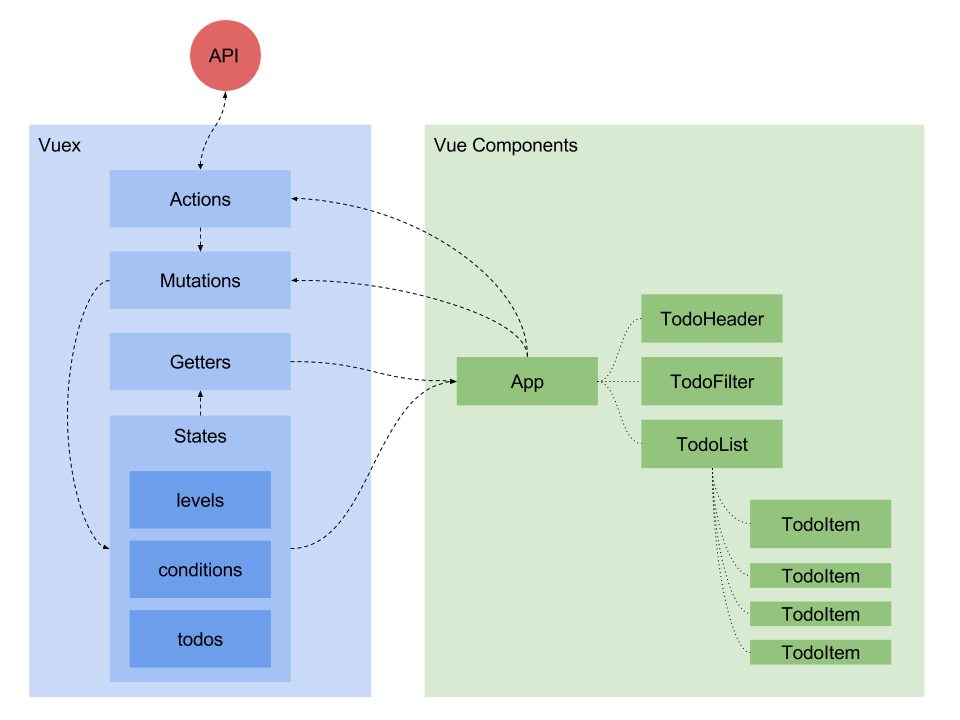 API
Vuex
Actions
Mutations
Getters
States
levels
conditions
todos
Vue Components
App
TodoHeader
TodoFilter
TodoList
TodoItem
TodoItem
TodoItem
TodoItem